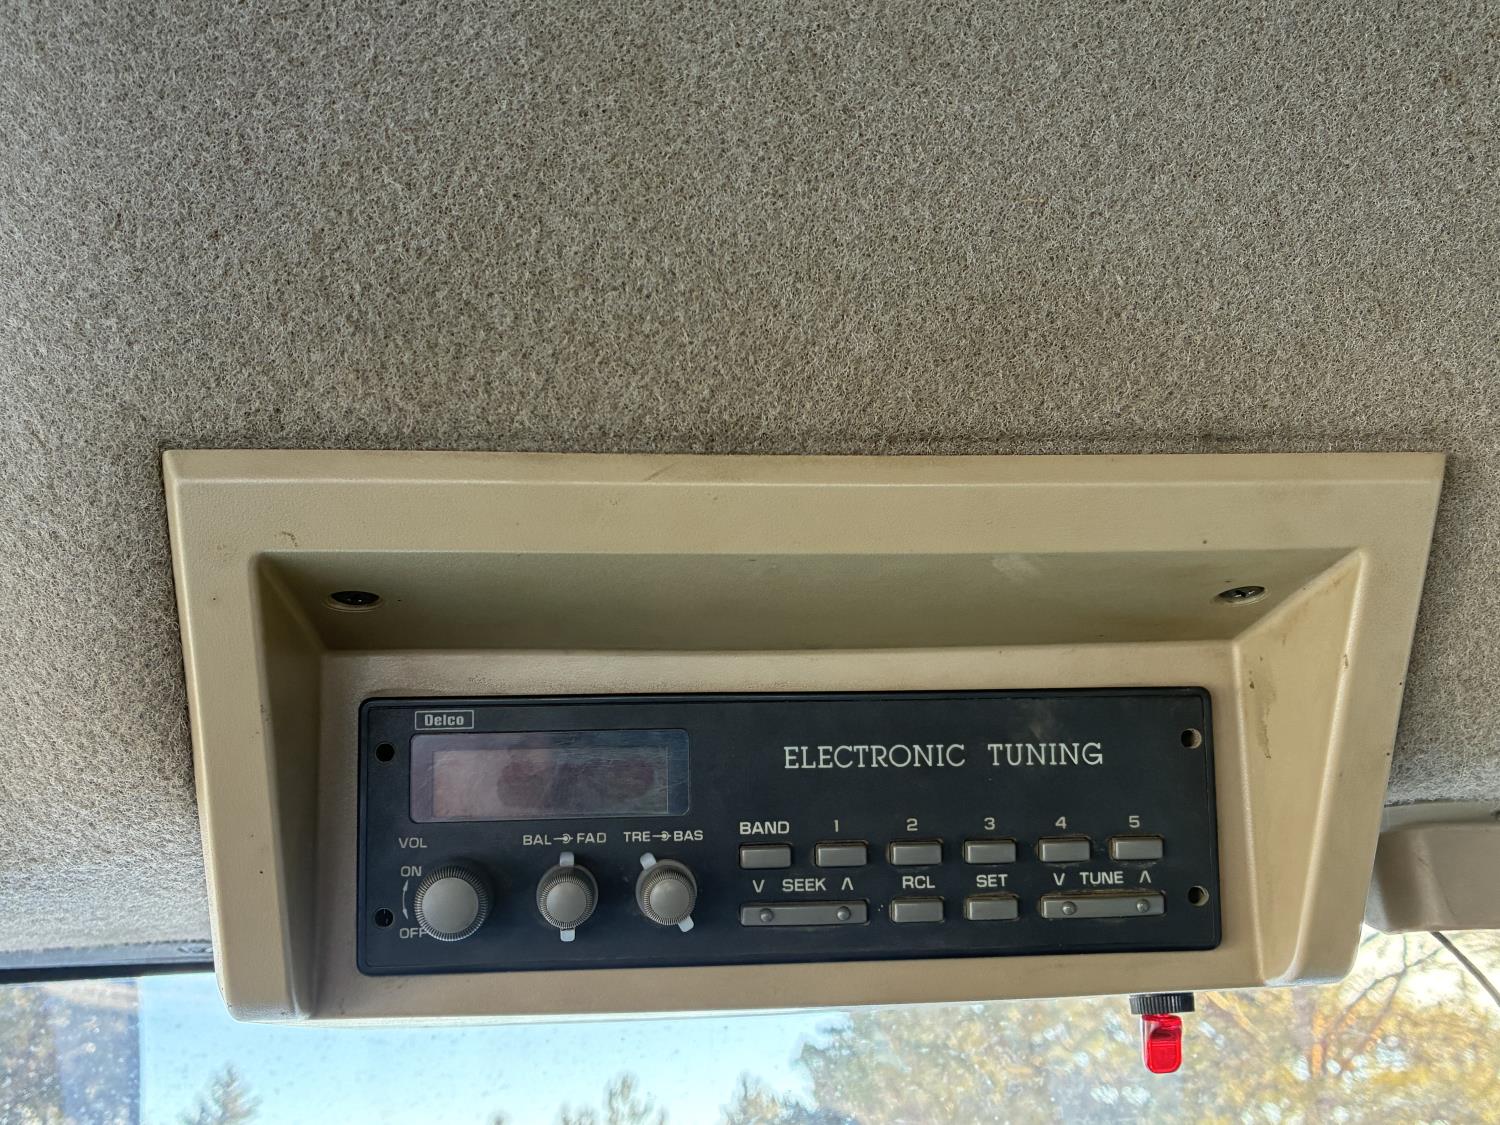 Delco
ELECTRONIC TUNING
VOL
BAL FAD
TRE BAS
BAND 1 2 3 4 5
ON
V SEEK Λ RCL SET V TUNE Λ
OFF